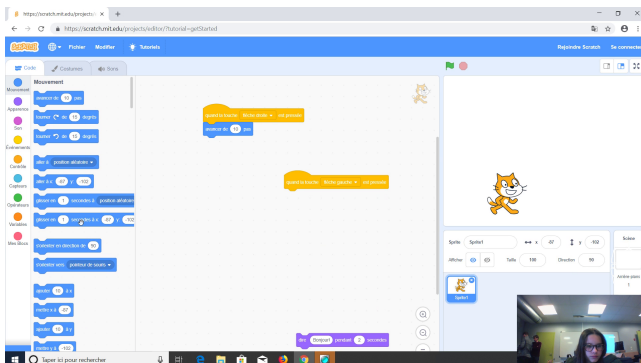 https://scratch.mit.edu/projects/
https://scratch.mit.edu/projects/editor/?tutorial=getStarted
SCRATCH Fichier Modifier Tutoriels Rejoindre Scratch Se connecte
Code Costumes Sons
Mouvement
Apparence
Son
Événements
Contrôle
Capteurs
Opérateurs
Variables
Mes Blocs
Mouvement
avancer de 10 pas
tourner de 15 degrés
tourner de 15 degrés
aller à position aléatoire
aller à x: -87 y: -102
glisser en 1 secondes à position aléatoire
glisser en 1 secondes à x: -87 y: -102
s'orienter en direction de 90
s'orienter vers pointeur de souris
ajouter 10 à x
mettre x à -87
ajouter 10 à y
mettre y à -102
quand la touche flèche droite est pressée
avancer de 10 pas
quand la touche flèche gauche est pressée
dire Bonjour! pendant 2 secondes
Sprite Sprite1 x -87 y -102
Afficher Taille 100 Direction 90
Sprite1
Scène
Arrière-plans
1
Taper ici pour rechercher